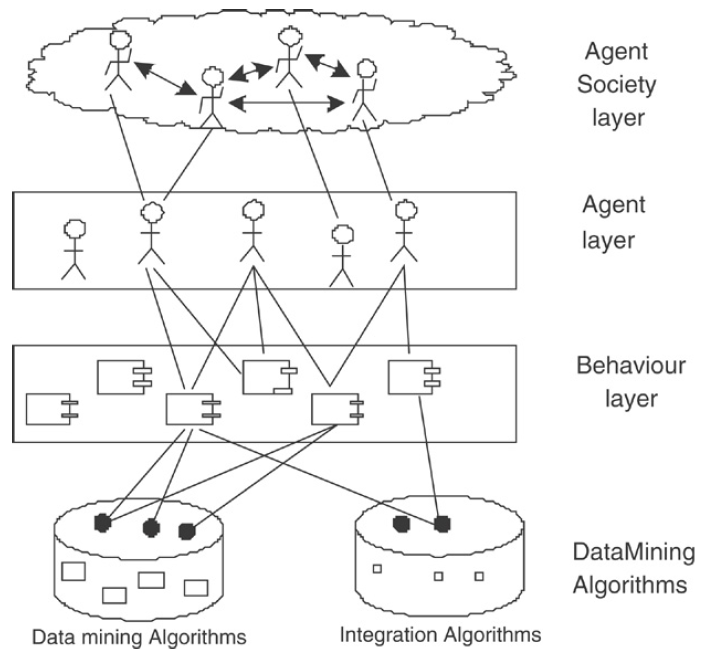 Agent
Society
layer
Agent
layer
Behaviour
layer
DataMining
Algorithms
Data mining Algorithms
Integration Algorithms